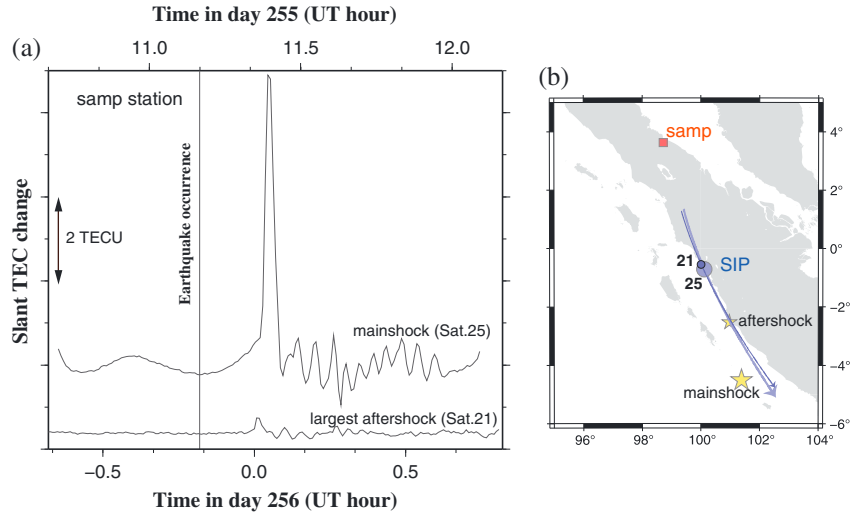 Time in day 255 (UT hour)
11.0 11.6 12.0
(a)
samp station
Earthquake occurrence
Slant TEC change
2 TECU
mainshock (Sat.25)
largest aftershock (Sat.21)
−0.5 0.0 0.5
Time in day 256 (UT hour)
(b)
samp
SIP
21
25
aftershock
mainshock
4°
2°
0°
−2°
−4°
−6°
96° 98° 100° 102° 104°